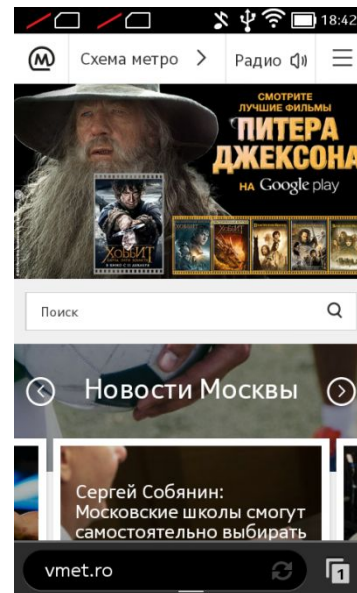 18:42
Схема метро
Радио
СМОТРИТЕ
ЛУЧШИЕ ФИЛЬМЫ
ПИТЕРА
ДЖЕКСОНА
НА Google play
ХОББИТ
Поиск
Новости Москвы
Сергей Собянин:
Московские школы смогут
самостоятельно выбирать
vmet.ro
1